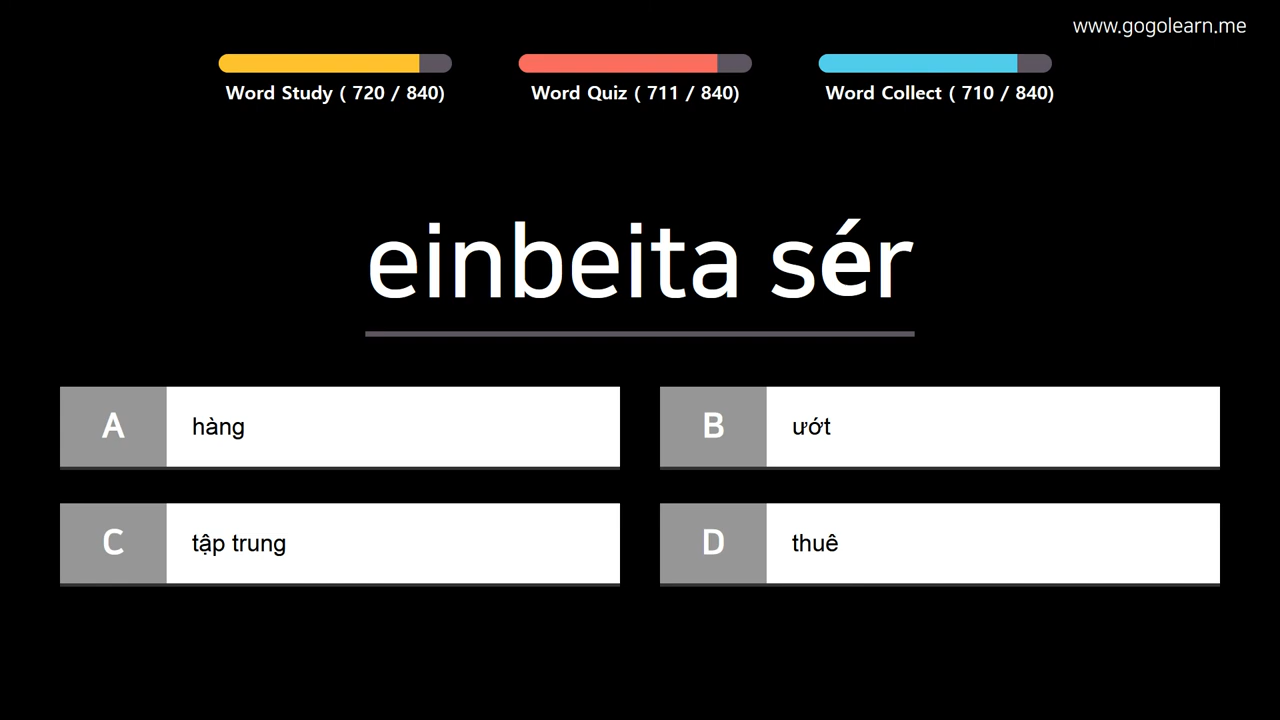 www.gogolearn.me
Word Study ( 720 / 840)
Word Quiz ( 711 / 840)
Word Collect ( 710 / 840)
einbeita sér
A hàng
B ướt
C tập trung
D thuê